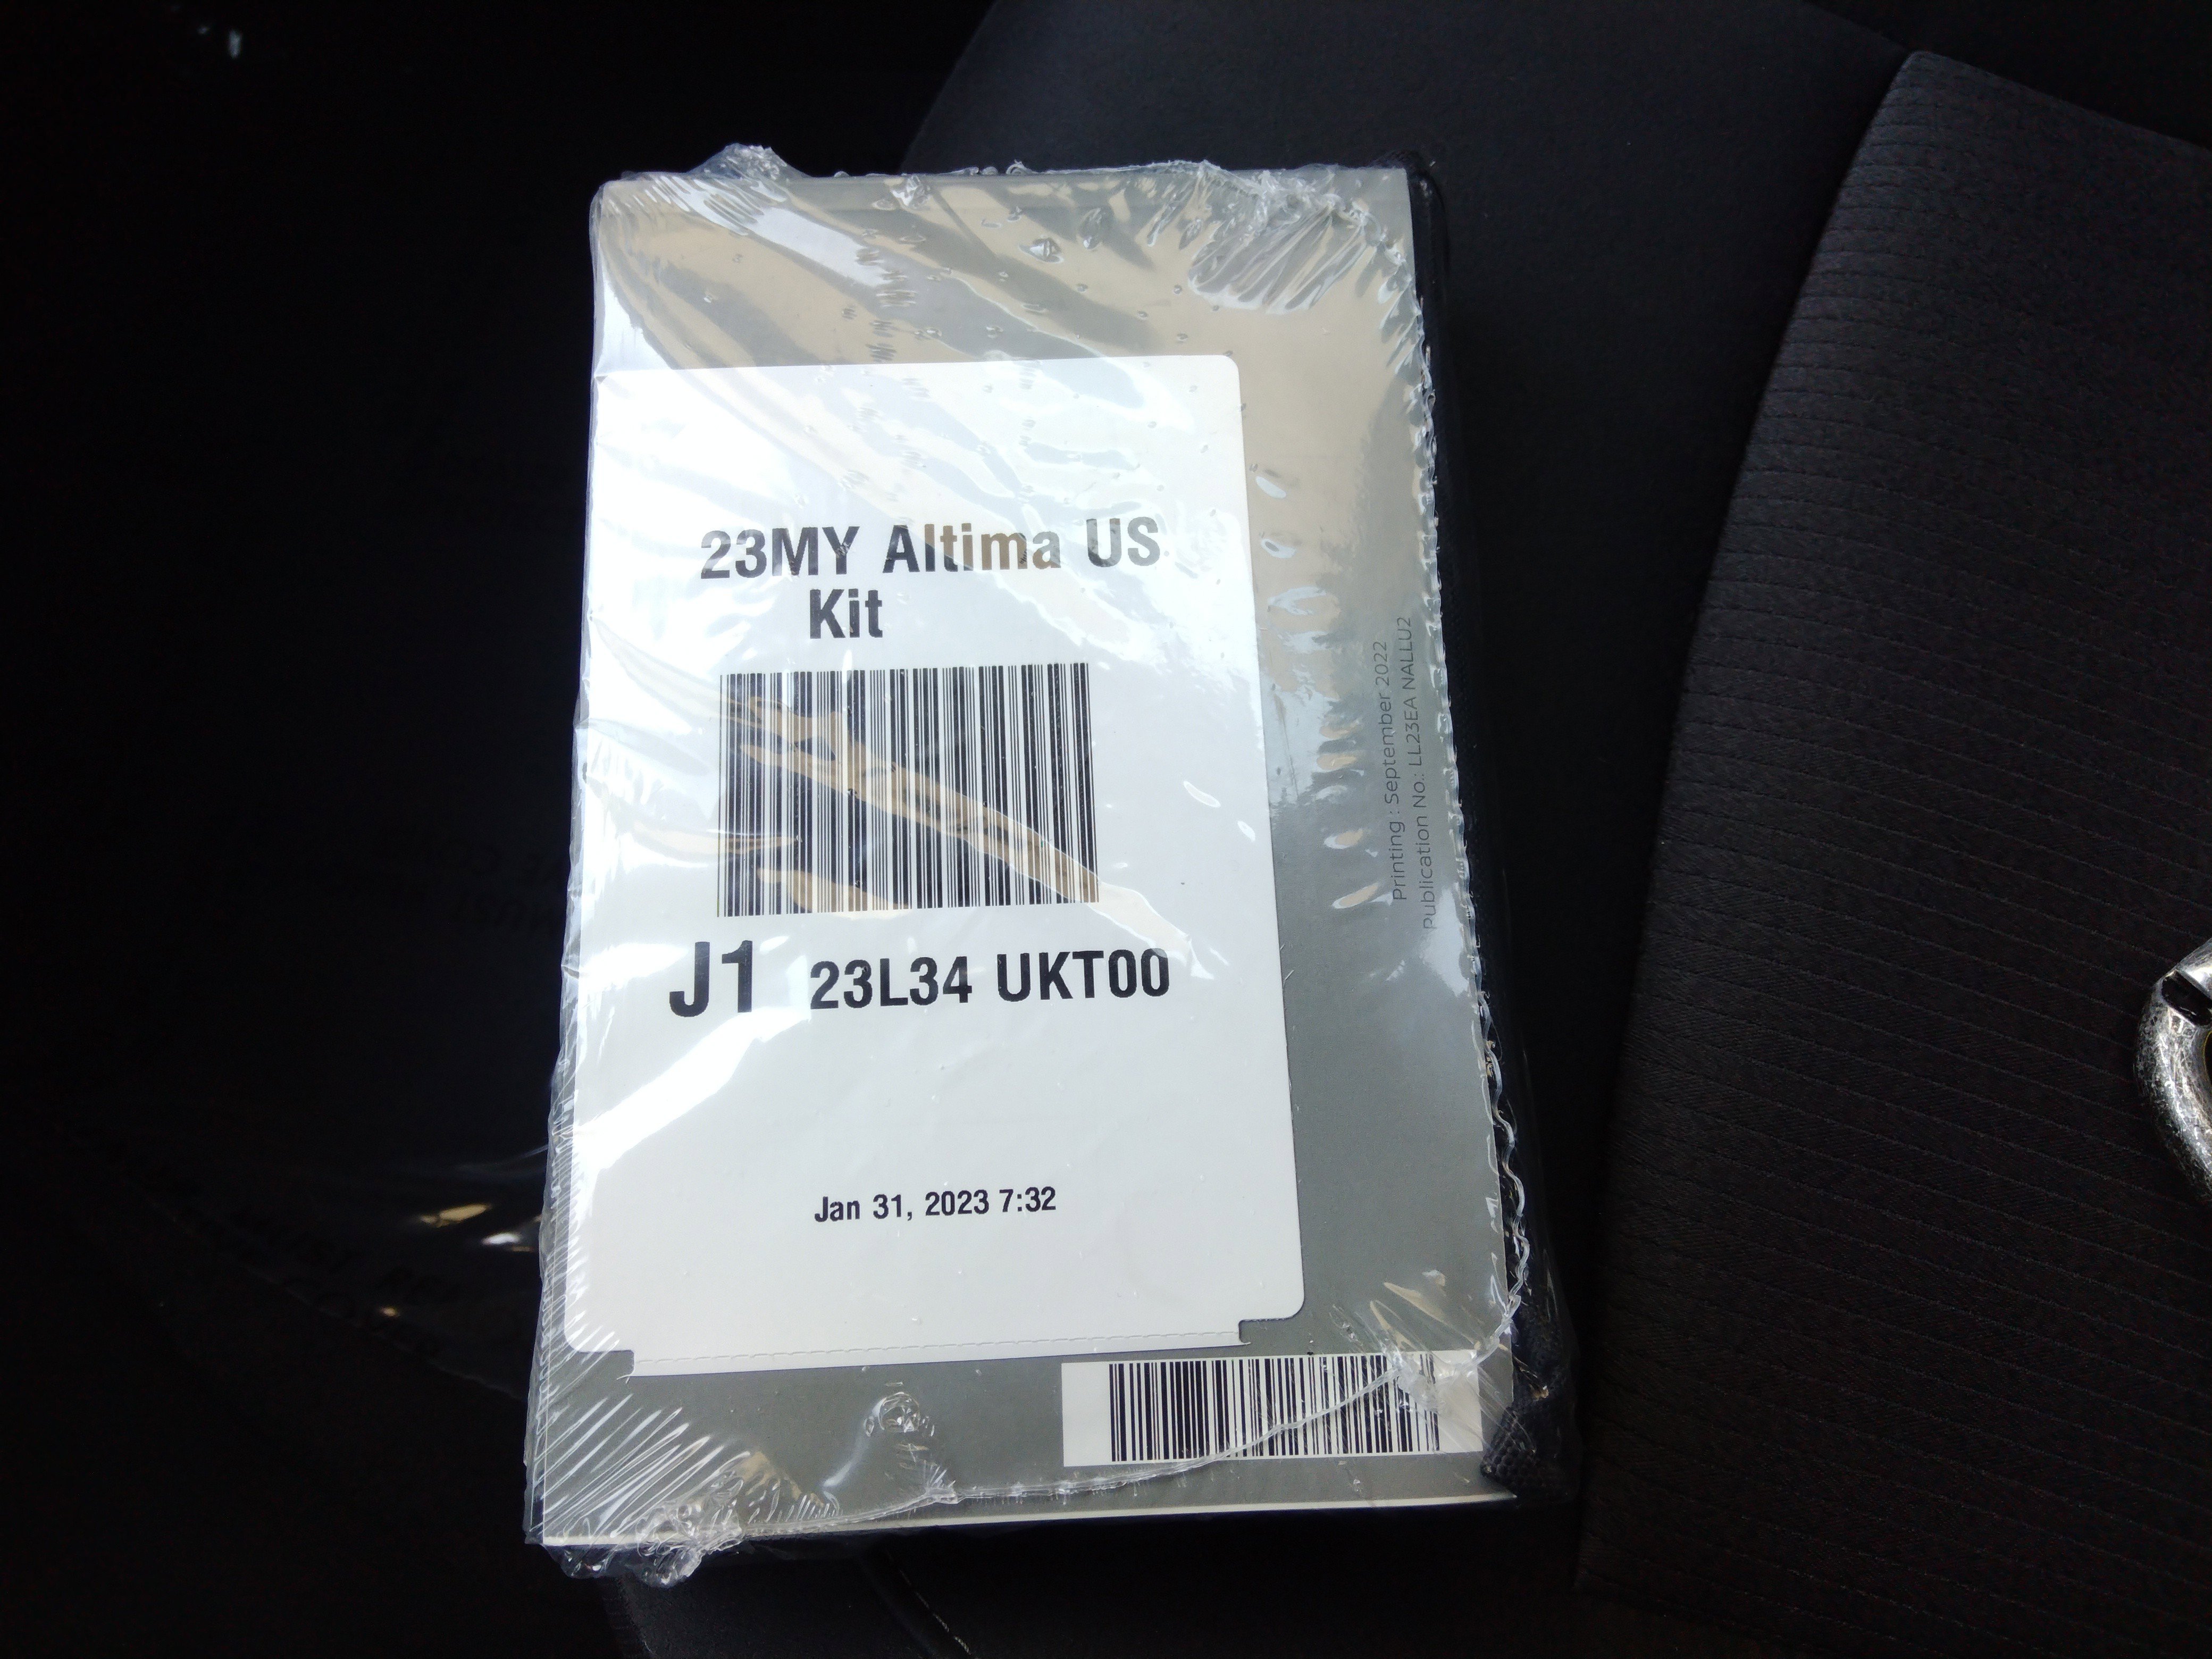 23MY Altima US
Kit
J1 23L34 UKT00
Jan 31, 2023 7:32
Printing : September 2022
Publication No.: LL23EA NALLU2